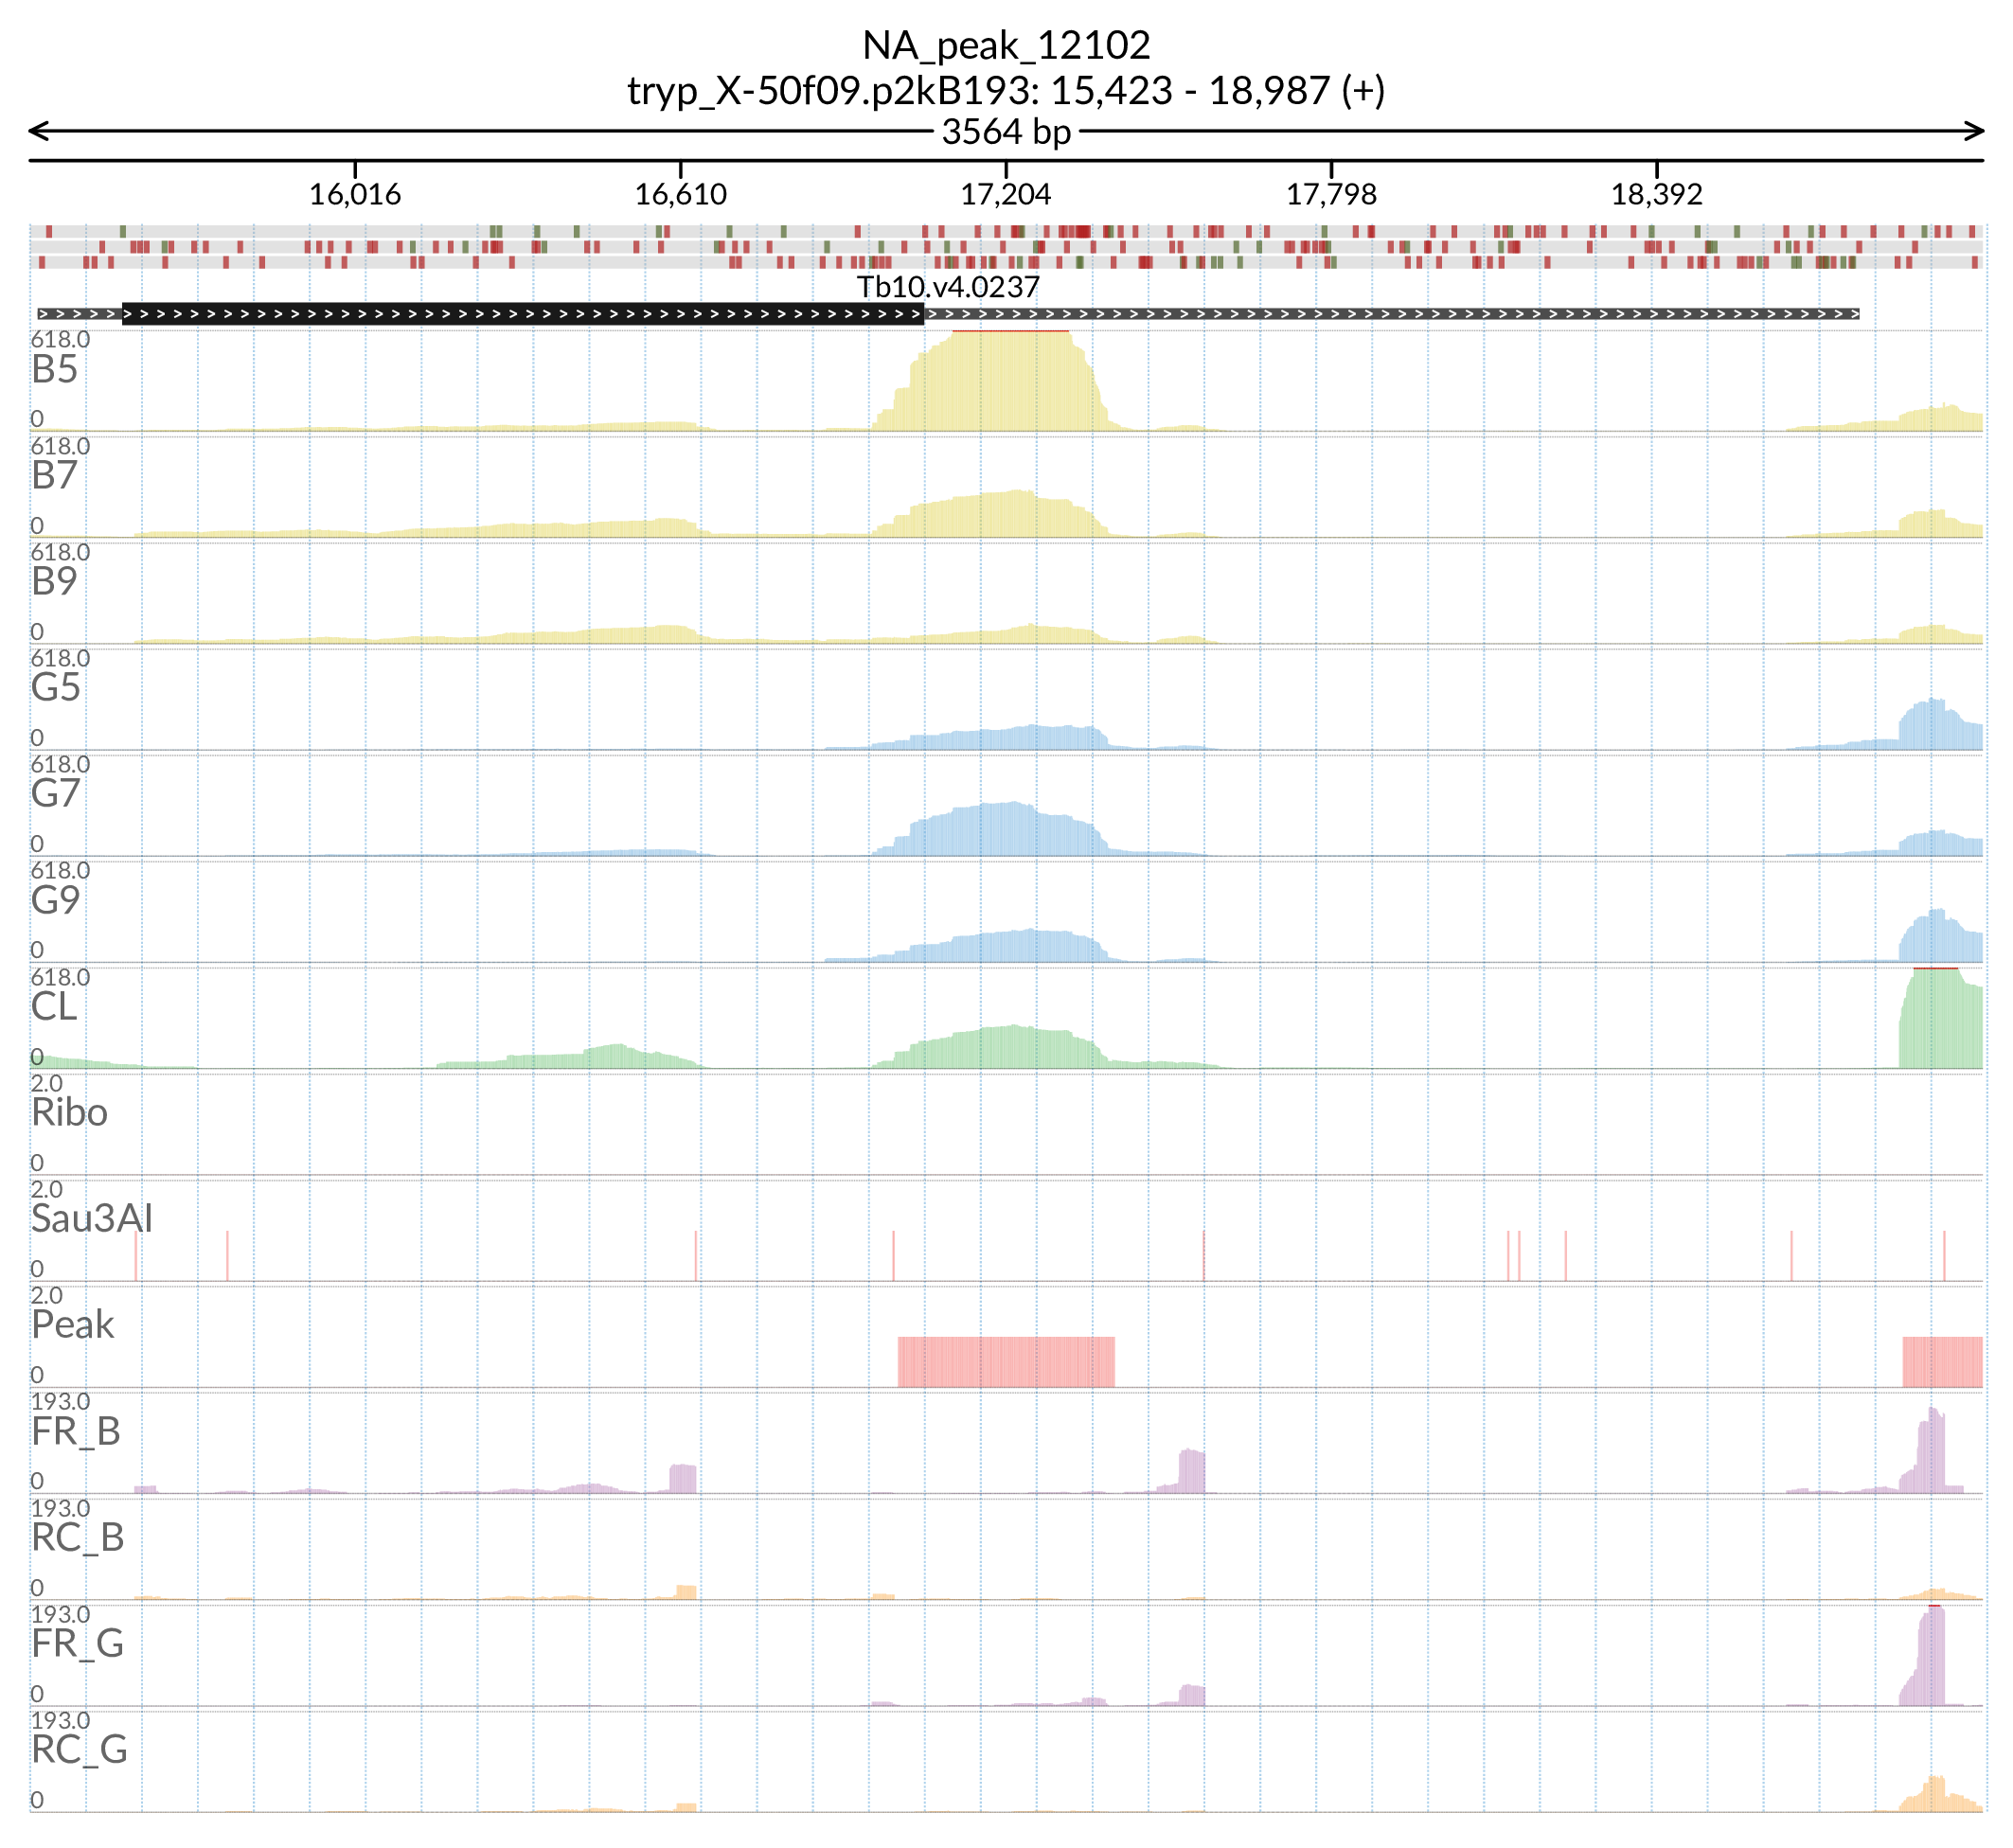 NA_peak_12102
tryp_X-50f09.p2kB193: 15,423 - 18,987 (+)
3564 bp
16,016 16,610 17,204 17,798 18,392
Tb10.v4.0237
618.0
B5
0
618.0
B7
0
618.0
B9
0
618.0
G5
0
618.0
G7
0
618.0
G9
0
618.0
CL
0
2.0
Ribo
0
2.0
Sau3AI
0
2.0
Peak
0
193.0
FR_B
0
193.0
RC_B
0
193.0
FR_G
0
193.0
RC_G
0